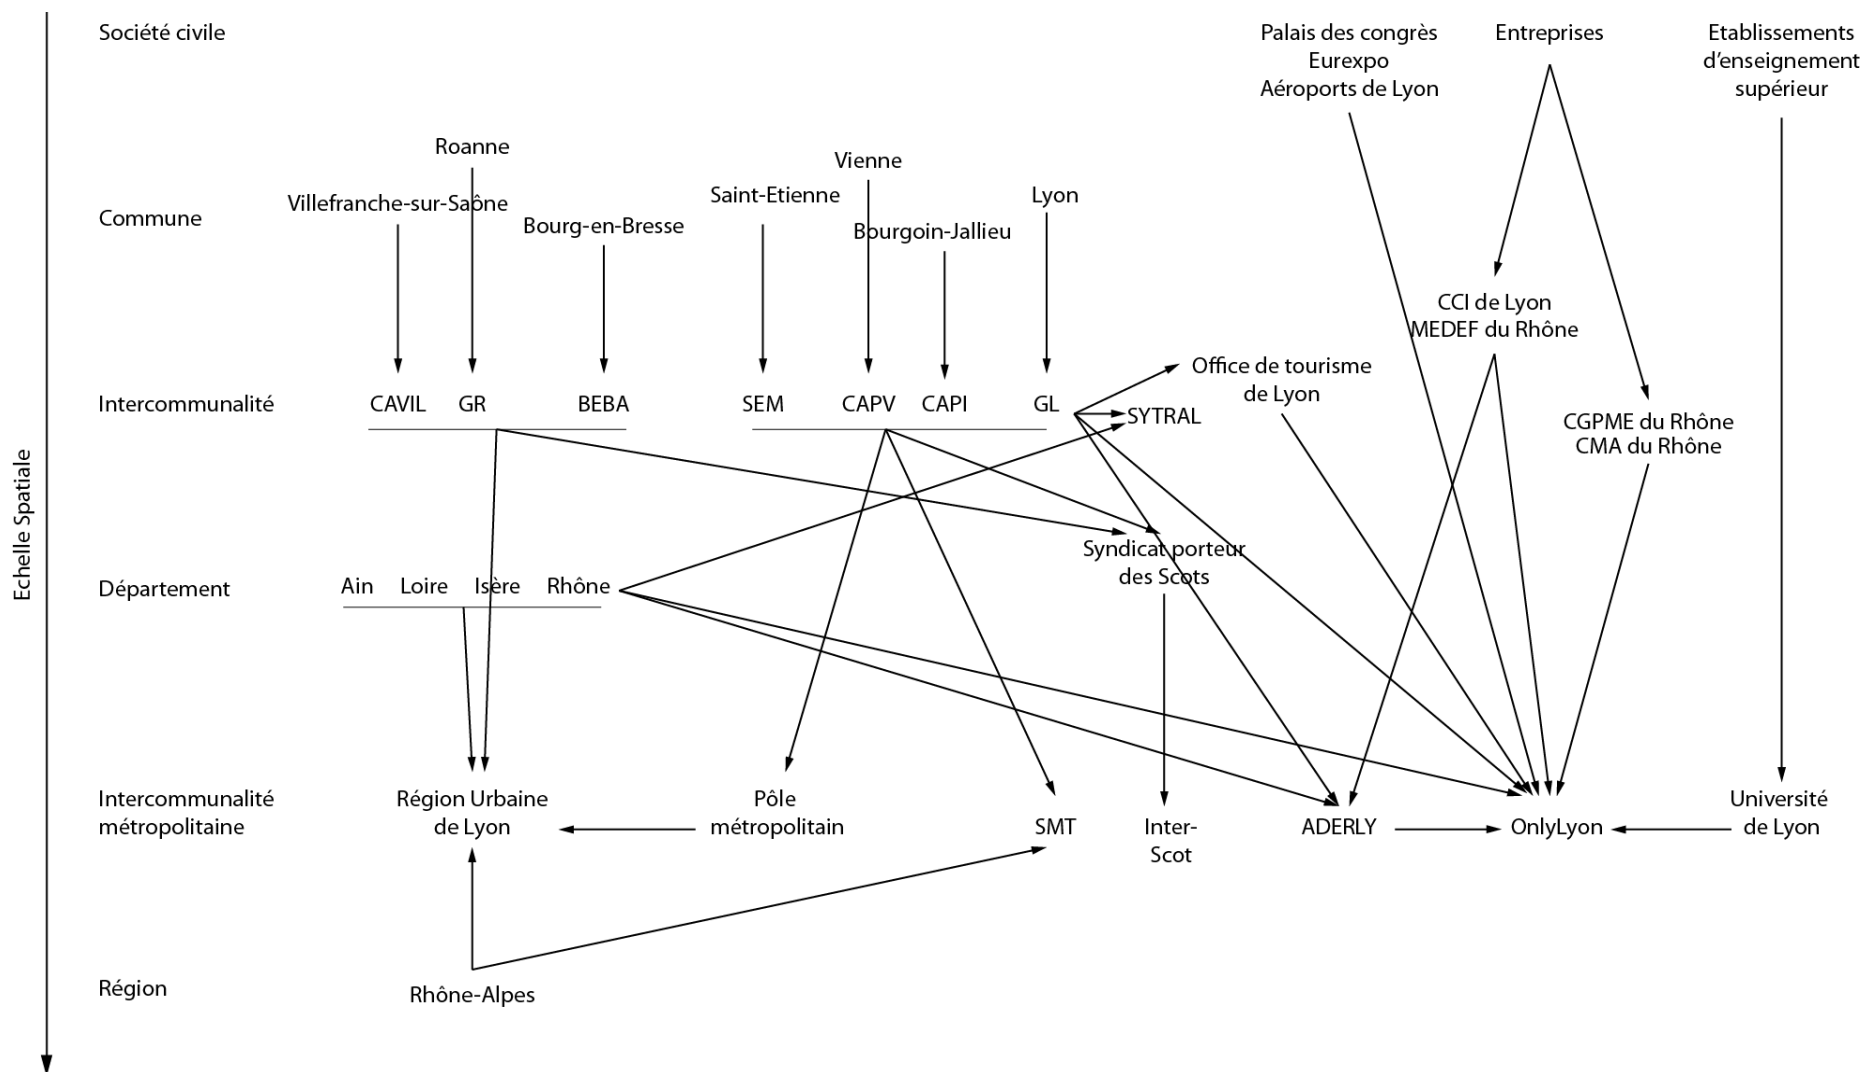 Echelle Spatiale
Société civile
Palais des congrès
Eurexpo
Aéroports de Lyon
Entreprises
Etablissements
d'enseignement
supérieur
Commune
Roanne
Villefranche-sur-Saône
Bourg-en-Bresse
Saint-Etienne
Vienne
Bourgoin-Jallieu
Lyon
CCI de Lyon
MEDEF du Rhône
Intercommunalité
CAVIL GR BEBA SEM CAPV CAPI GL
Office de tourisme
de Lyon
SYTRAL
CGPME du Rhône
CMA du Rhône
Syndicat porteur
des Scots
Département
Ain Loire Isère Rhône
Intercommunalité
métropolitaine
Région Urbaine
de Lyon
Pôle
métropolitain
SMT
Inter-
Scot
ADERLY
OnlyLyon
Université
de Lyon
Région
Rhône-Alpes